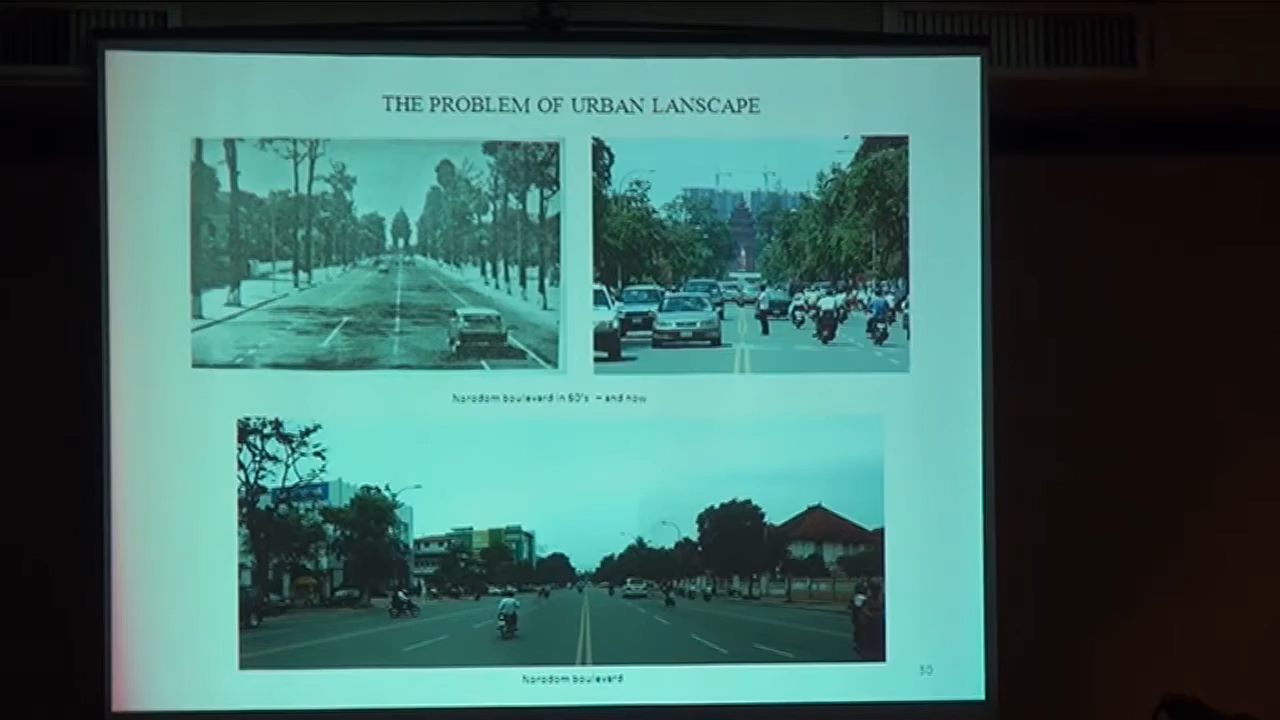 THE PROBLEM OF URBAN LANSCAPE
Norodom boulevard in 60's – and now
Norodom boulevard
30